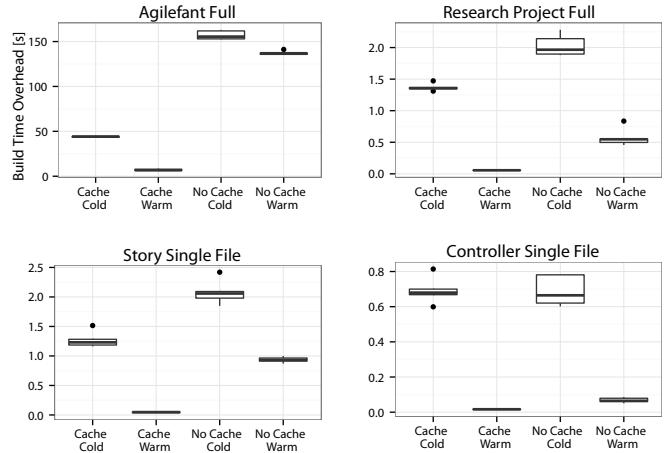 Agilefant Full
Build Time Overhead [s]
150
100
50
0
Cache Cold
Cache Warm
No Cache Cold
No Cache Warm
Research Project Full
2.0
1.5
1.0
0.5
0.0
Cache Cold
Cache Warm
No Cache Cold
No Cache Warm
Story Single File
2.5
2.0
1.5
1.0
0.5
0.0
Cache Cold
Cache Warm
No Cache Cold
No Cache Warm
Controller Single File
0.8
0.6
0.4
0.2
0.0
Cache Cold
Cache Warm
No Cache Cold
No Cache Warm